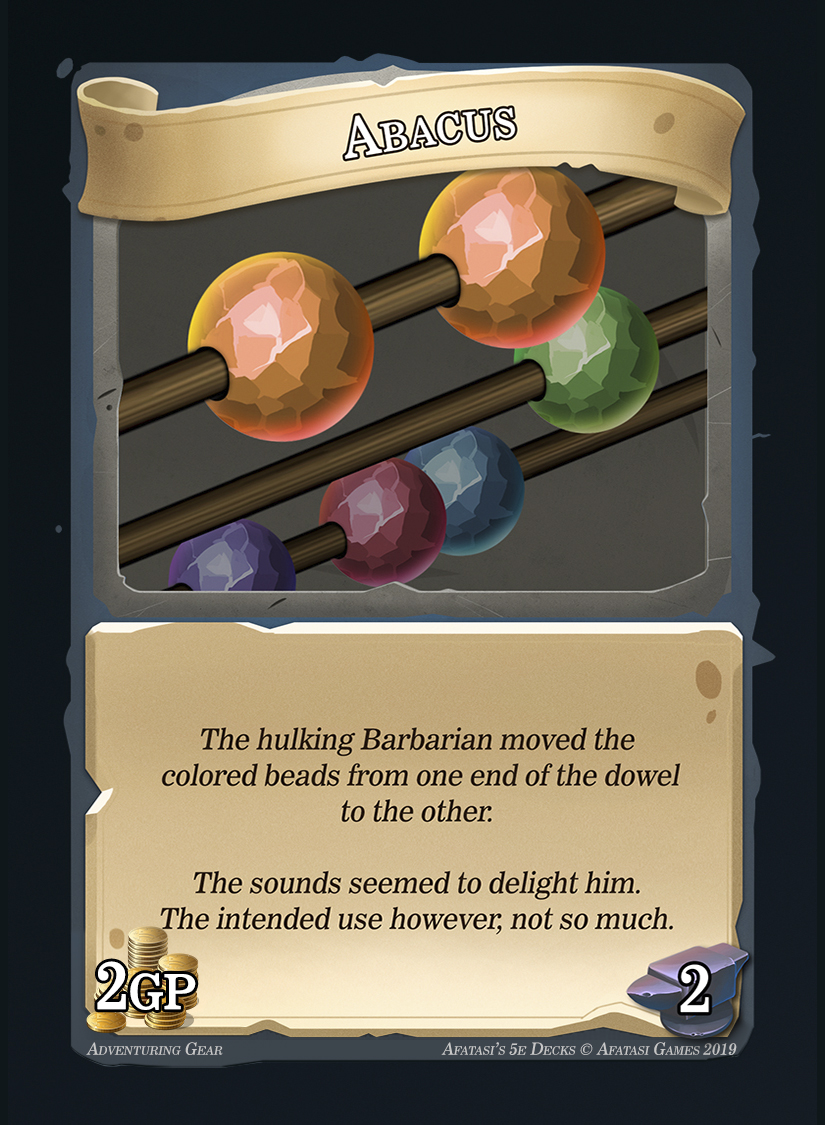 Abacus
The hulking Barbarian moved the
colored beads from one end of the dowel
to the other.
The sounds seemed to delight him.
The intended use however, not so much.
2GP
2
Adventuring Gear
Afatasi's 5e Decks © Afatasi Games 2019